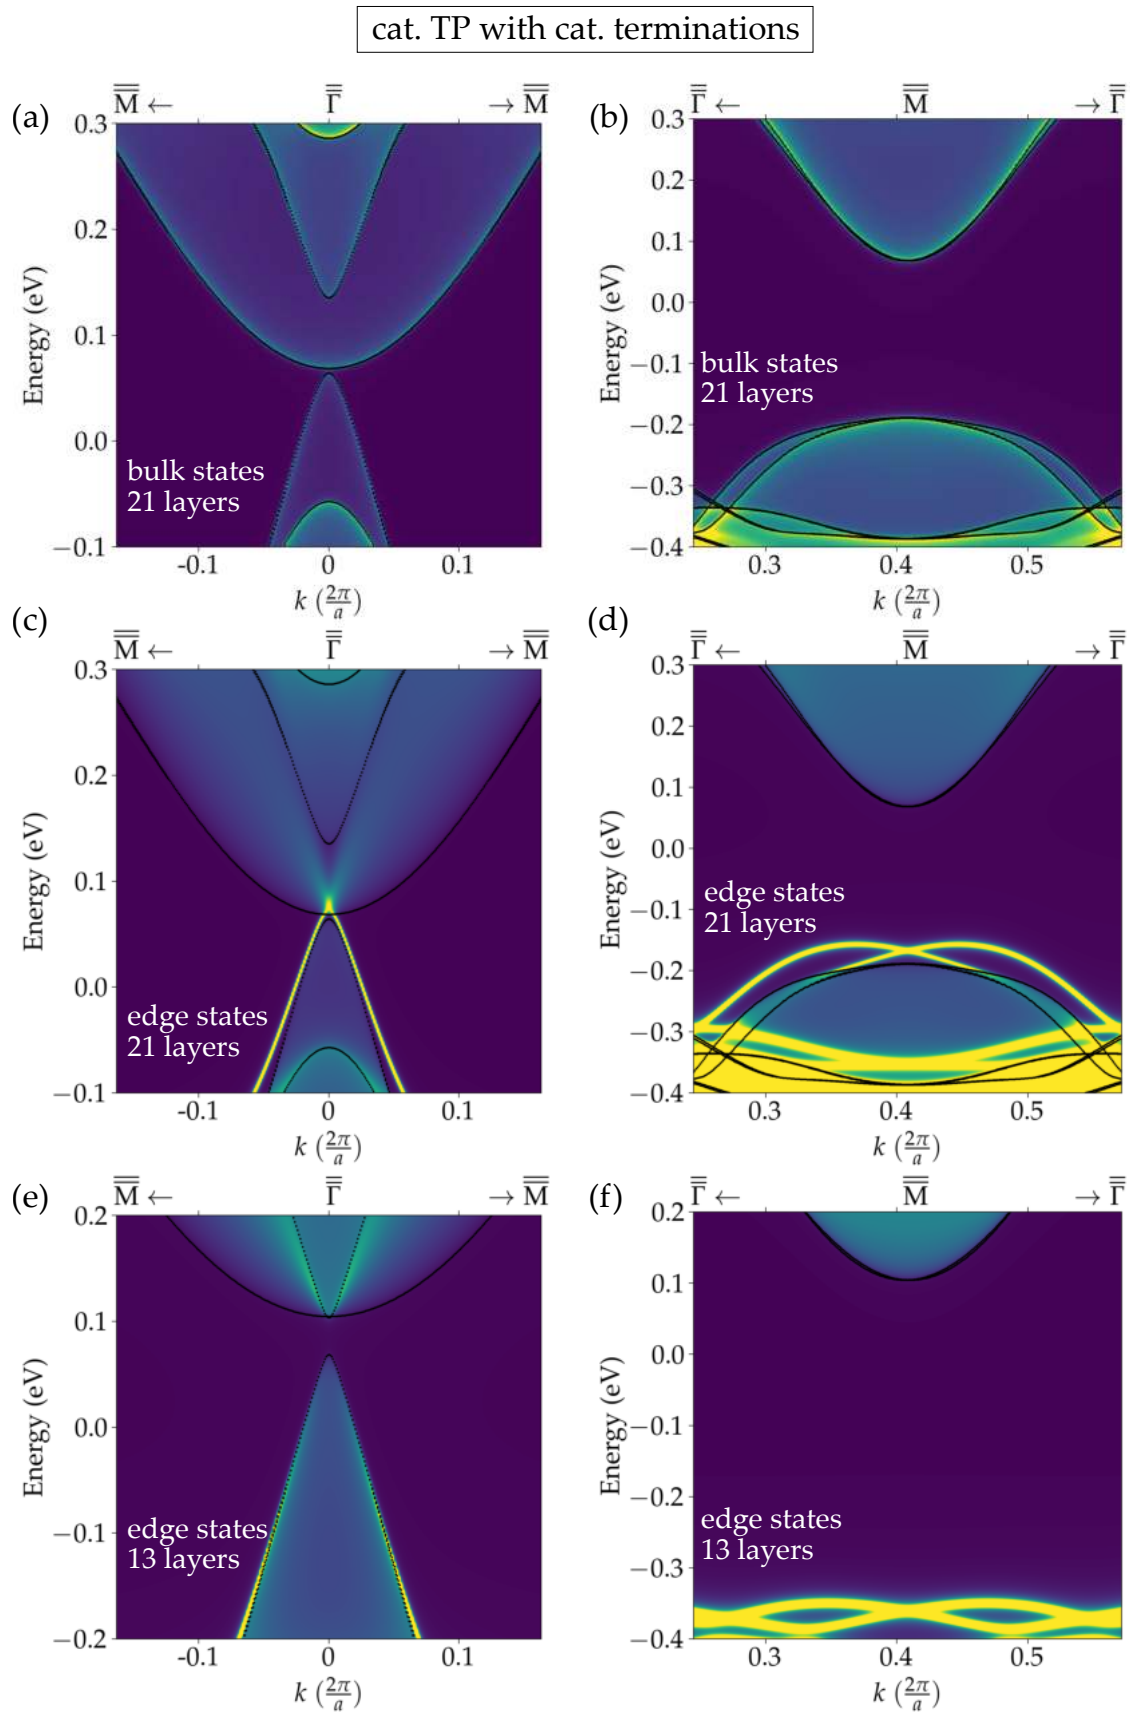 cat. TP with cat. terminations
(a)
M ← Γ → M
0.3
0.2
0.1
0.0
−0.1
Energy (eV)
bulk states
21 layers
-0.1 0 0.1
k (2π/a)
(b)
Γ ← M → Γ
0.3
0.2
0.1
0.0
−0.1
−0.2
−0.3
−0.4
Energy (eV)
bulk states
21 layers
0.3 0.4 0.5
k (2π/a)
(c)
M ← Γ → M
0.3
0.2
0.1
0.0
−0.1
Energy (eV)
edge states
21 layers
-0.1 0 0.1
k (2π/a)
(d)
Γ ← M → Γ
0.3
0.2
0.1
0.0
−0.1
−0.2
−0.3
−0.4
Energy (eV)
edge states
21 layers
0.3 0.4 0.5
k (2π/a)
(e)
M ← Γ → M
0.2
0.1
0.0
−0.1
−0.2
Energy (eV)
edge states
13 layers
-0.1 0 0.1
k (2π/a)
(f)
Γ ← M → Γ
0.2
0.1
0.0
−0.1
−0.2
−0.3
−0.4
Energy (eV)
edge states
13 layers
0.3 0.4 0.5
k (2π/a)